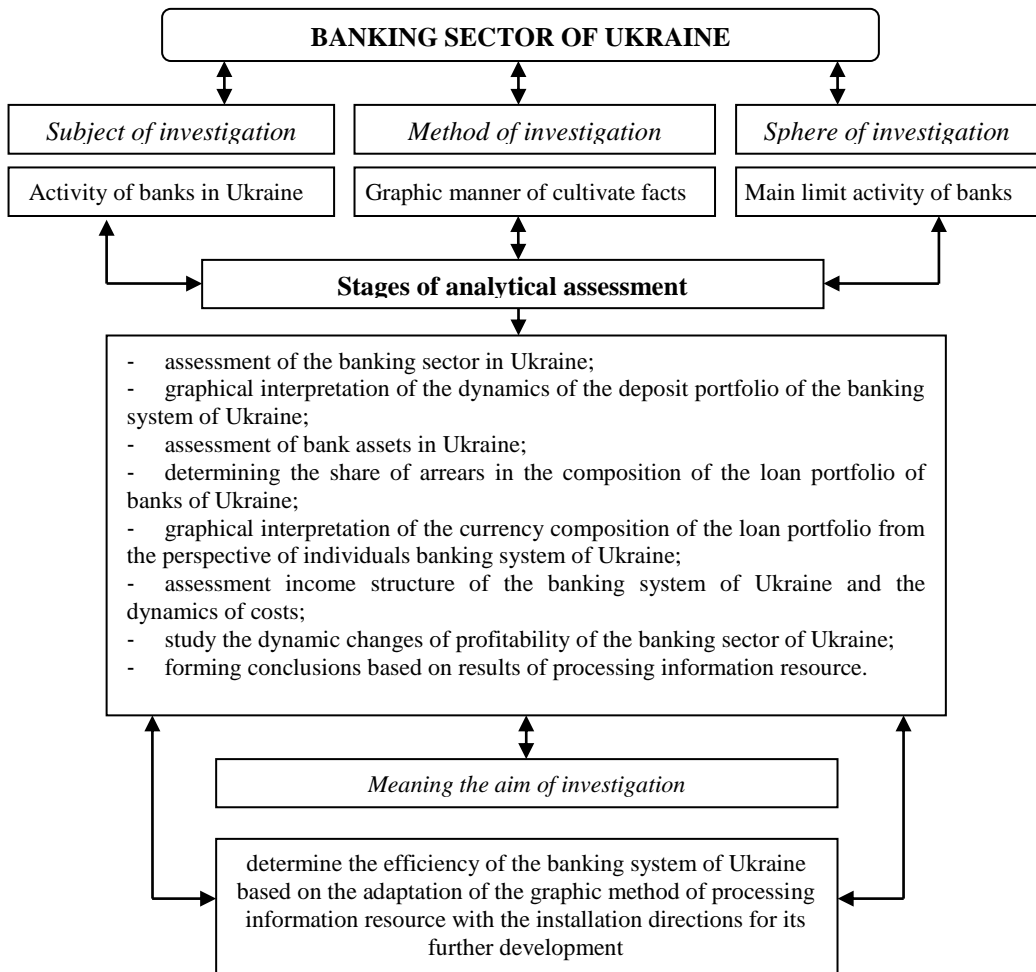 BANKING SECTOR OF UKRAINE
Subject of investigation
Method of investigation
Sphere of investigation
Activity of banks in Ukraine
Graphic manner of cultivate facts
Main limit activity of banks
Stages of analytical assessment
- assessment of the banking sector in Ukraine;
- graphical interpretation of the dynamics of the deposit portfolio of the banking
system of Ukraine;
- assessment of bank assets in Ukraine;
- determining the share of arrears in the composition of the loan portfolio of
banks of Ukraine;
- graphical interpretation of the currency composition of the loan portfolio from
the perspective of individuals banking system of Ukraine;
- assessment income structure of the banking system of Ukraine and the
dynamics of costs;
- study the dynamic changes of profitability of the banking sector of Ukraine;
- forming conclusions based on results of processing information resource.
Meaning the aim of investigation
determine the efficiency of the banking system of Ukraine
based on the adaptation of the graphic method of processing
information resource with the installation directions for its
further development